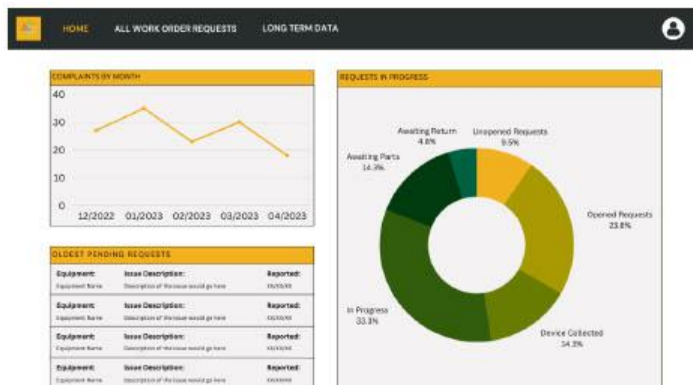 HOME ALL WORK ORDER REQUESTS LONG TERM DATA
COMPLAINTS BY MONTH
40
30
20
10
0
12/2022 01/2023 02/2023 03/2023 04/2023
OLDEST PENDING REQUESTS
Equipment: Issue Description: Reported:
Equipment Name Description of the issue would go here XX/XX/XX
Equipment: Issue Description: Reported:
Equipment Name Description of the issue would go here XX/XX/XX
Equipment: Issue Description: Reported:
Equipment Name Description of the issue would go here XX/XX/XX
Equipment: Issue Description: Reported:
Equipment Name Description of the issue would go here XX/XX/XX
REQUESTS IN PROGRESS
Awaiting Return
4.8%
Unopened Requests
9.5%
Awaiting Parts
14.3%
Opened Requests
23.8%
In Progress
33.3%
Device Collected
14.3%